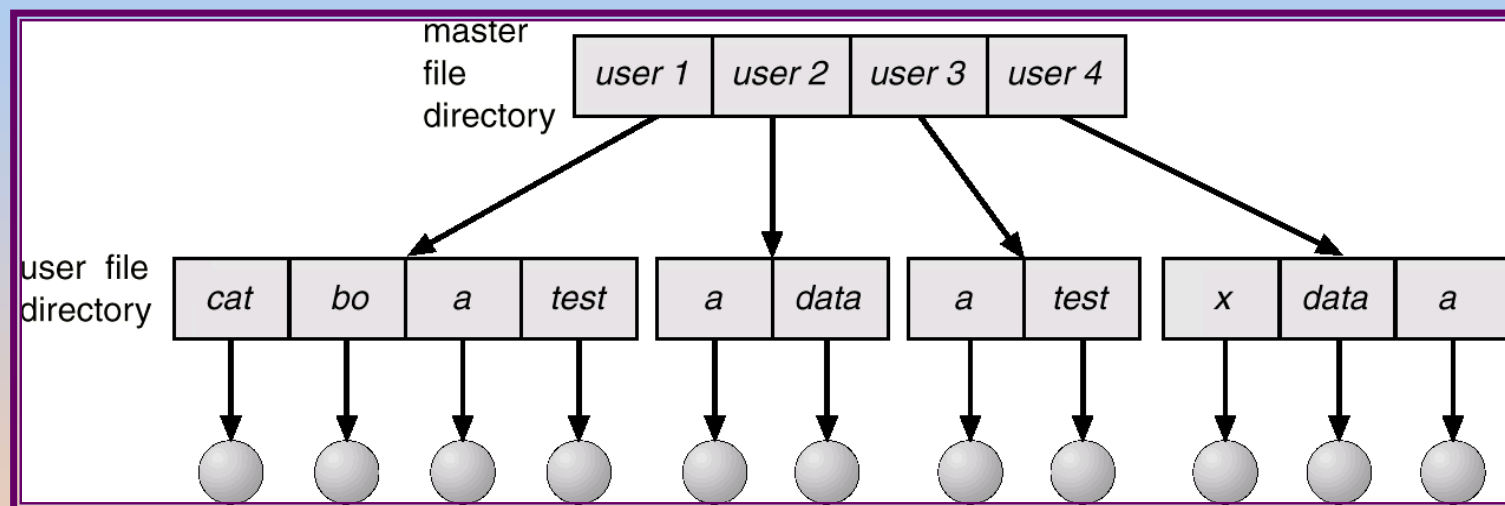 master
file
directory
user 1 user 2 user 3 user 4
user file
directory
cat bo a test a data a test x data a